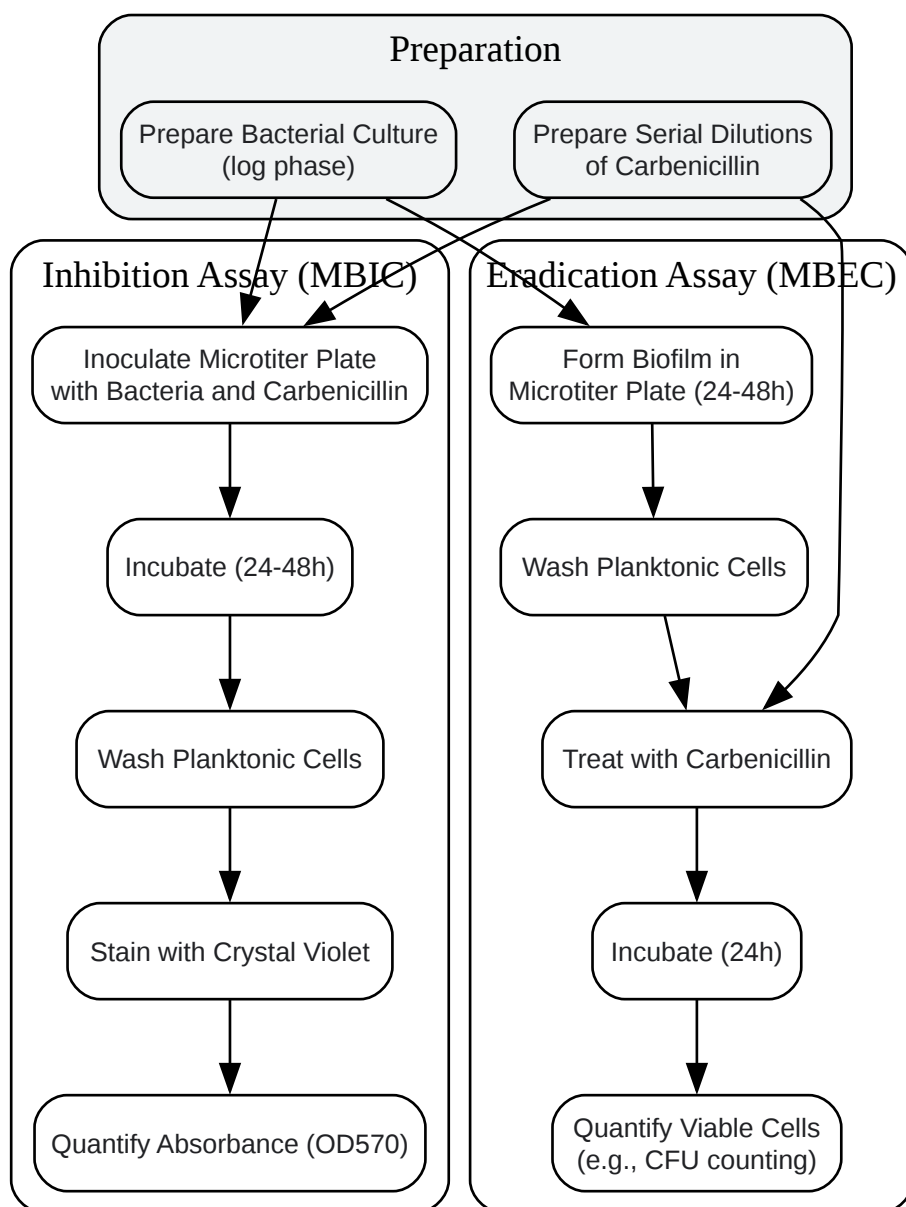 Preparation
Prepare Bacterial Culture
(log phase)
Prepare Serial Dilutions
of Carbenicillin
Inhibition Assay (MBIC)
Inoculate Microtiter Plate
with Bacteria and Carbenicillin
Incubate (24-48h)
Wash Planktonic Cells
Stain with Crystal Violet
Quantify Absorbance (OD570)
Eradication Assay (MBEC)
Form Biofilm in
Microtiter Plate (24-48h)
Wash Planktonic Cells
Treat with Carbenicillin
Incubate (24h)
Quantify Viable Cells
(e.g., CFU counting)